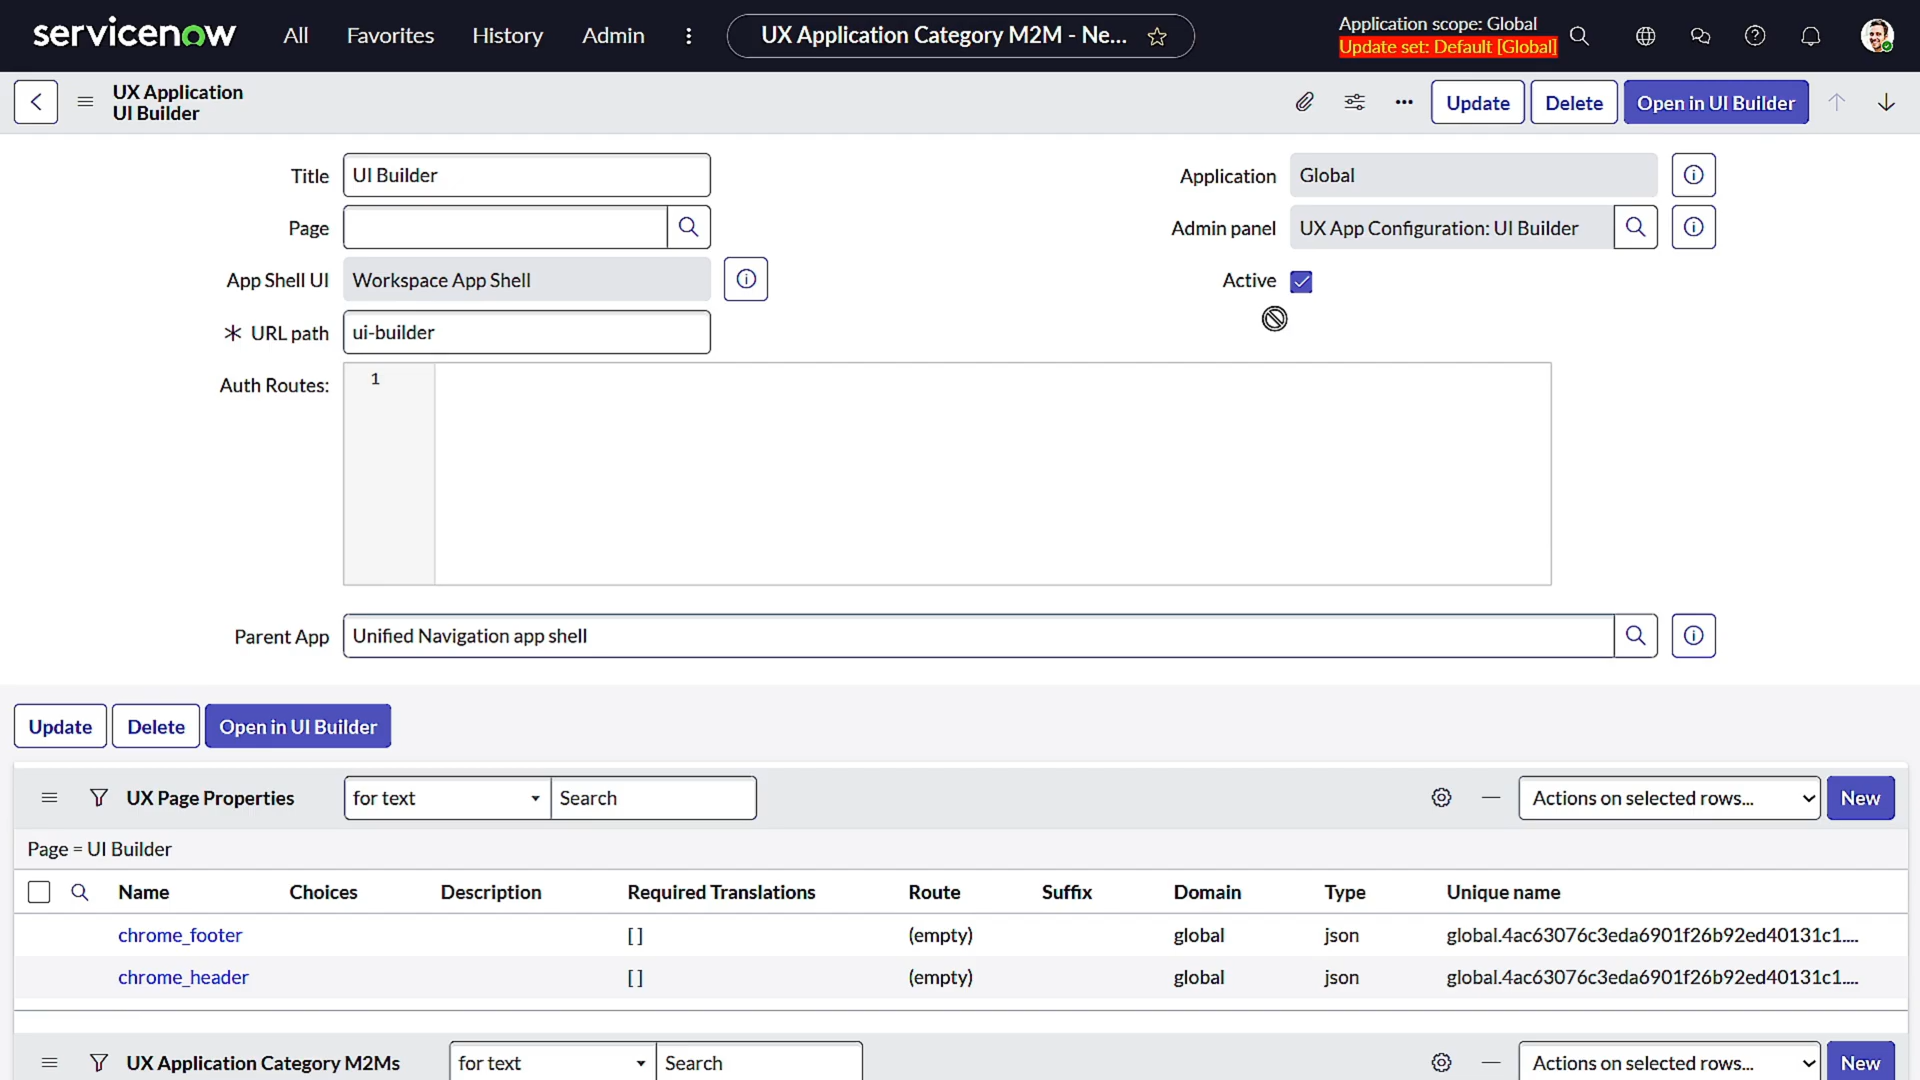 servicenow All Favorites History Admin UX Application Category M2M - Ne... Application scope: Global
Update set: Default [Global]
UX Application
UI Builder
Update Delete Open in UI Builder
Title UI Builder Application Global
Page Admin panel UX App Configuration: UI Builder
App Shell UI Workspace App Shell Active
* URL path ui-builder
Auth Routes: 1
Parent App Unified Navigation app shell
Update Delete Open in UI Builder
UX Page Properties for text Search Actions on selected rows... New
Page = UI Builder
Name Choices Description Required Translations Route Suffix Domain Type Unique name
chrome_footer [ ] (empty) global json global.4ac63076c3eda6901f26b92ed40131c1....
chrome_header [ ] (empty) global json global.4ac63076c3eda6901f26b92ed40131c1....
UX Application Category M2Ms for text Search Actions on selected rows... New